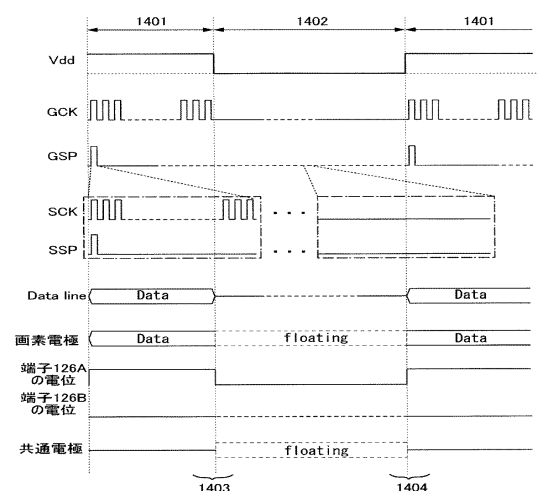 1401 1402 1401
Vdd
GCK
GSP
SCK
SSP
Data line Data Data
画素電極 Data floating Data
端子126A
の電位
端子126B
の電位
共通電極 floating
1403 1404